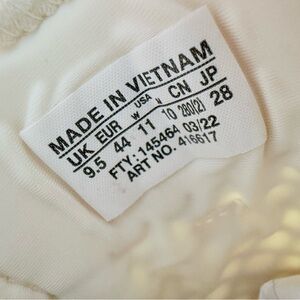 MADE IN VIETNAM
UK EUR W USA M CN JP
9.5 44 11 10 280(2) 28
FTY: 145464 03/22
ART NO. 416617